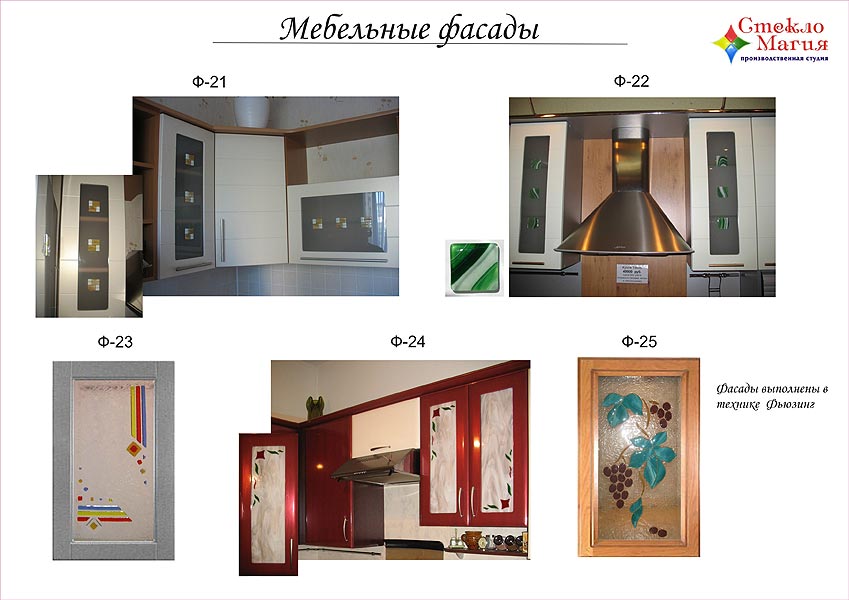 Мебельные фасады
Стекло
Магия
производственная студия
Ф-21
Ф-22
Ф-23
Ф-24
Ф-25
Фасады выполнены в
технике Фьюзинг